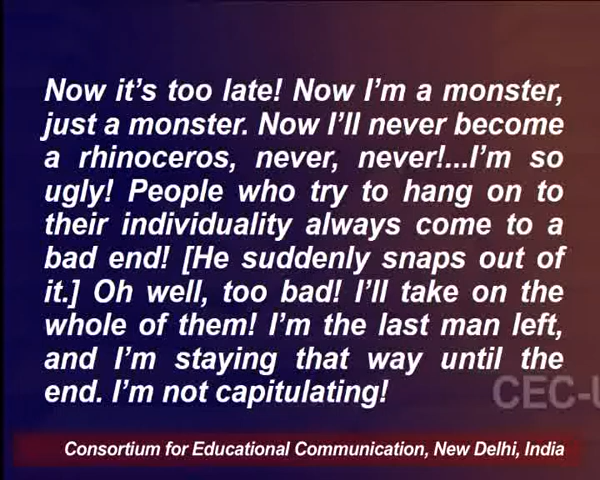 Now it's too late! Now I'm a monster,
just a monster. Now I'll never become
a rhinoceros, never, never!...I'm so
ugly! People who try to hang on to
their individuality always come to a
bad end! [He suddenly snaps out of
it.] Oh well, too bad! I'll take on the
whole of them! I'm the last man left,
and I'm staying that way until the
end. I'm not capitulating!
CEC-U
Consortium for Educational Communication, New Delhi, India